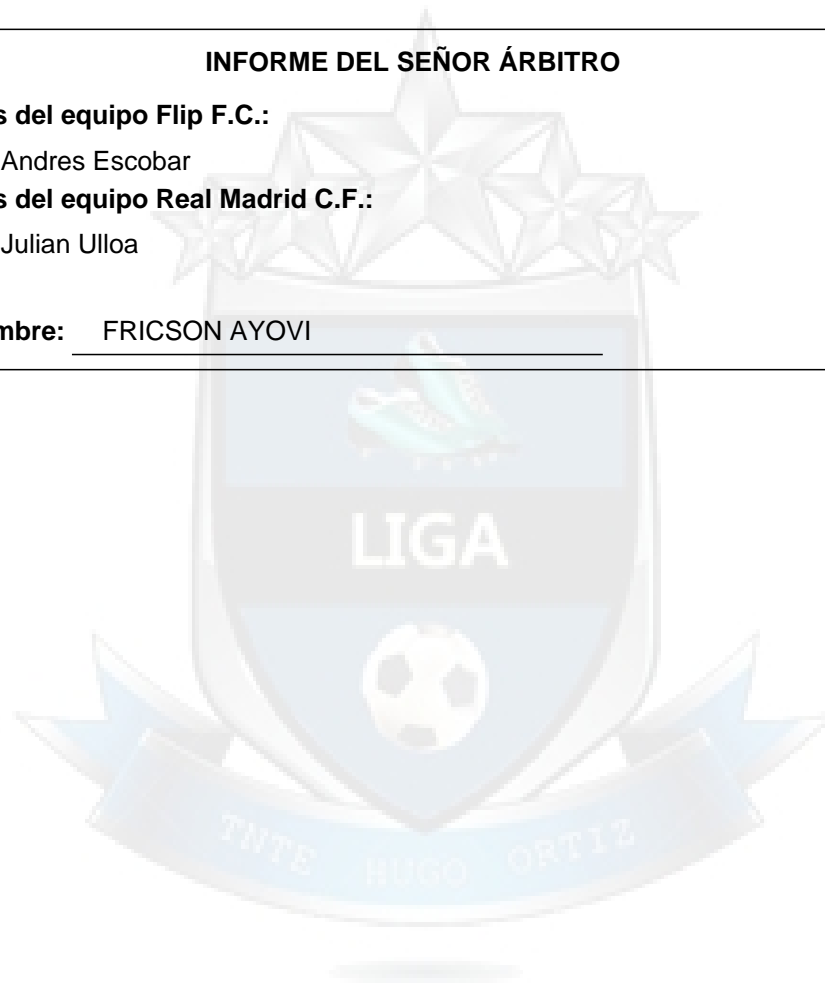 INFORME DEL SEÑOR ÁRBITRO
s del equipo Flip F.C.:
Andres Escobar
s del equipo Real Madrid C.F.:
Julian Ulloa
mbre: FRICSON AYOVI
LIGA
TNTE HUGO ORTIZ